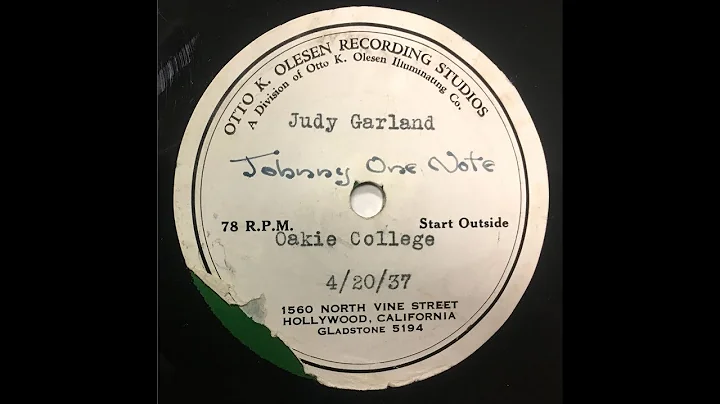 OTTO K. OLESEN RECORDING STUDIOS
A Division of Otto K. Olesen Illuminating Co.
Judy Garland
Johnny One Note
78 R.P.M. Start Outside
Oakie College
4/20/37
1560 NORTH VINE STREET
HOLLYWOOD, CALIFORNIA
GLADSTONE 5194